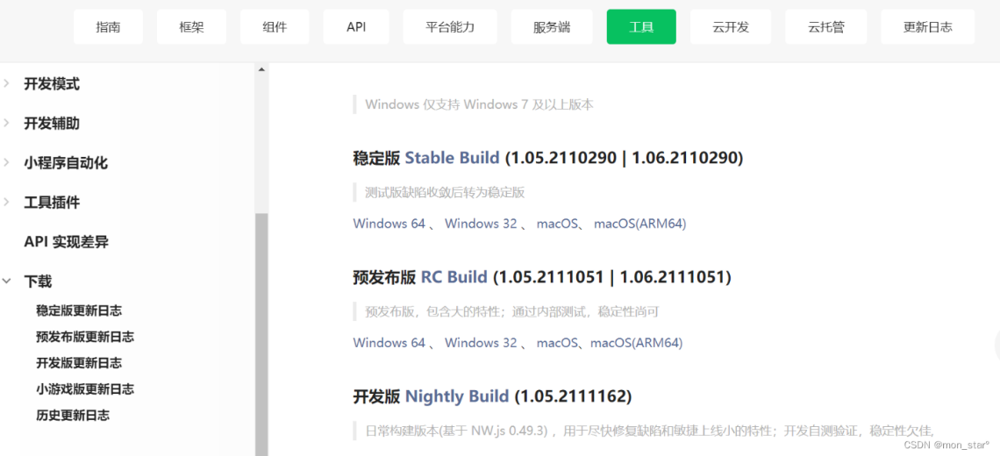 指南 框架 组件 API 平台能力 服务端 工具 云开发 云托管 更新日志
开发模式
开发辅助
小程序自动化
工具插件
API 实现差异
下载
稳定版更新日志
预发布版更新日志
开发版更新日志
小游戏版更新日志
历史更新日志
Windows 仅支持 Windows 7 及以上版本
稳定版 Stable Build (1.05.2110290 | 1.06.2110290)
测试版缺陷收敛后转为稳定版
Windows 64 、 Windows 32 、 macOS、 macOS(ARM64)
预发布版 RC Build (1.05.2111051 | 1.06.2111051)
预发布版，包含大的特性；通过内部测试，稳定性尚可
Windows 64 、 Windows 32 、 macOS、macOS(ARM64)
开发版 Nightly Build (1.05.2111162)
日常构建版本(基于 NW.js 0.49.3) ，用于尽快修复缺陷和敏捷上线小的特性；开发自测验证，稳定性欠佳,
CSDN @mon_star°